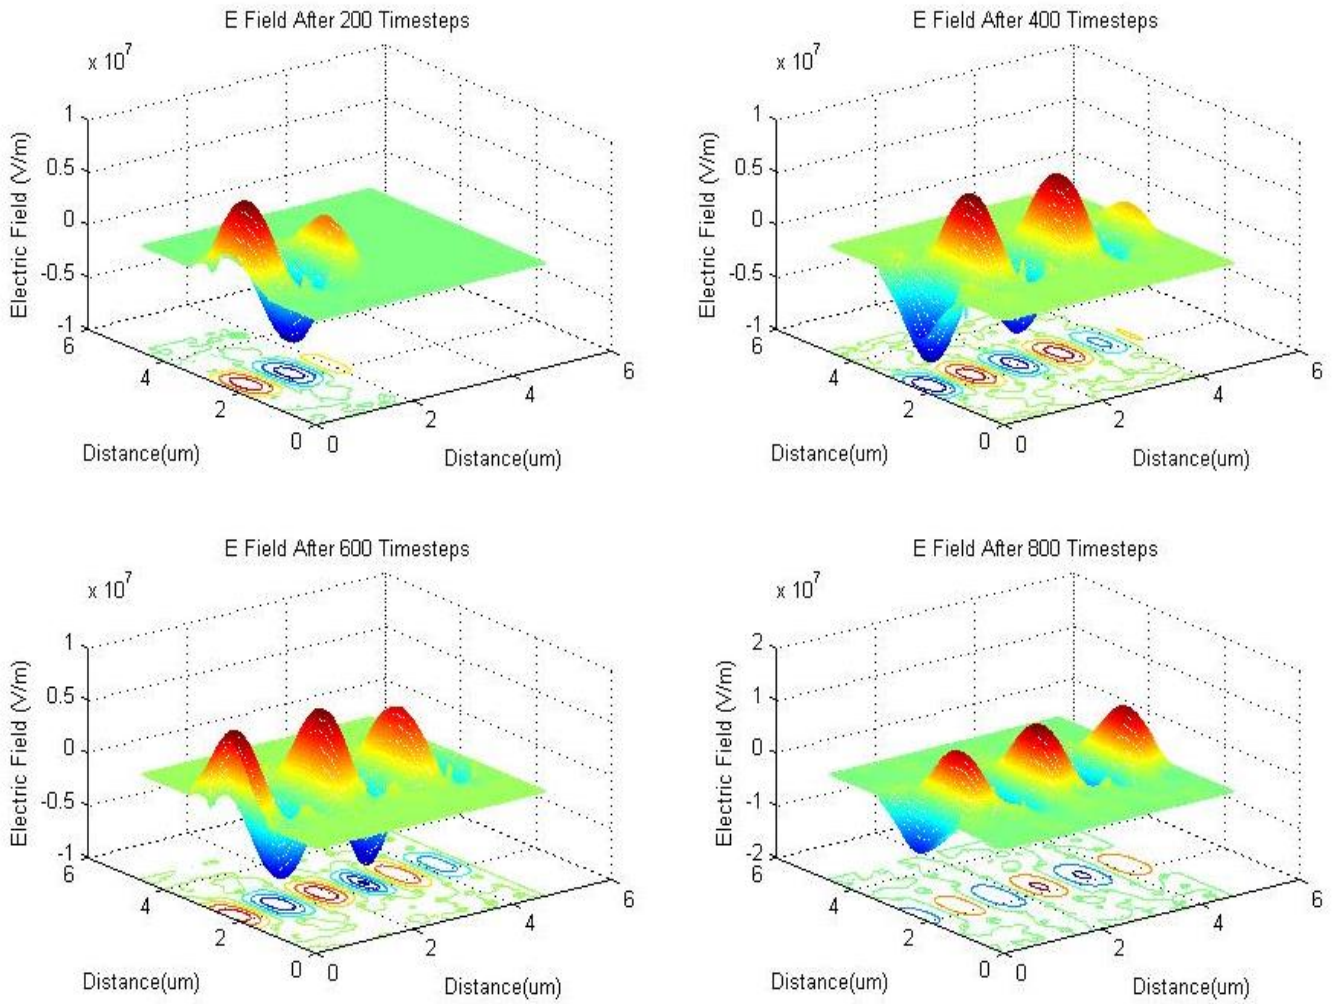 E Field After 200 Timesteps
x 10^7
Electric Field (V/m)
1
0.5
0
-0.5
-1
6
4
2
0
Distance(um)
0
2
4
6
Distance(um)
E Field After 400 Timesteps
x 10^7
Electric Field (V/m)
1
0.5
0
-0.5
-1
6
4
2
0
Distance(um)
0
2
4
6
Distance(um)
E Field After 600 Timesteps
x 10^7
Electric Field (V/m)
1
0.5
0
-0.5
-1
6
4
2
0
Distance(um)
0
2
4
6
Distance(um)
E Field After 800 Timesteps
x 10^7
Electric Field (V/m)
2
1
0
-1
-2
6
4
2
0
Distance(um)
0
2
4
6
Distance(um)